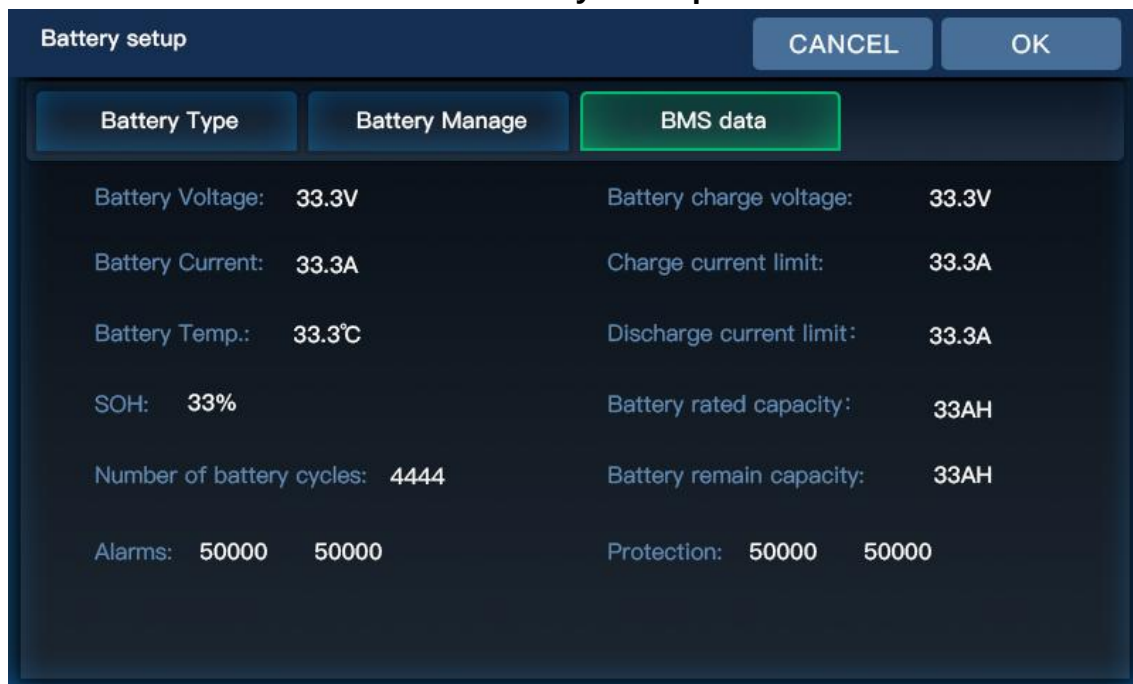 Battery setup CANCEL OK
Battery Type Battery Manage BMS data
Battery Voltage: 33.3V Battery charge voltage: 33.3V
Battery Current: 33.3A Charge current limit: 33.3A
Battery Temp.: 33.3℃ Discharge current limit: 33.3A
SOH: 33% Battery rated capacity: 33AH
Number of battery cycles: 4444 Battery remain capacity: 33AH
Alarms: 50000 50000 Protection: 50000 50000